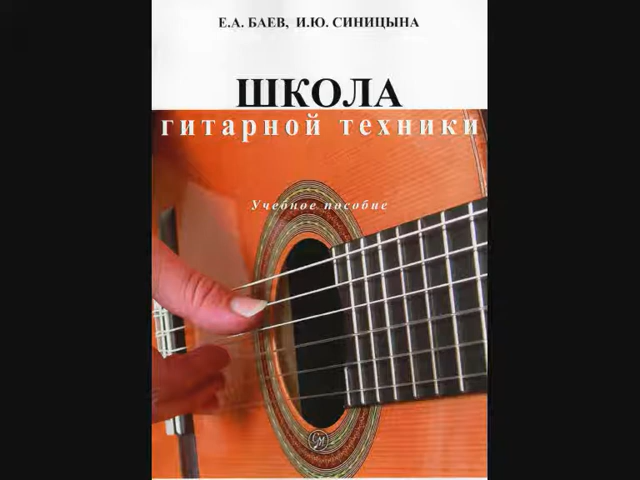 Е.А. БАЕВ, И.Ю. СИНИЦЫНА
ШКОЛА
гитарной техники
Учебное пособие